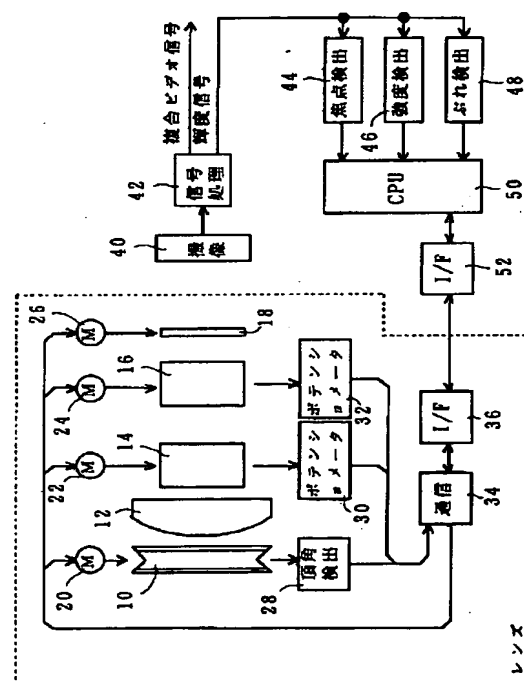 複合ビデオ信号
輝度信号
42
信号
処理
40
撮像
44
焦点検出
46
強度検出
48
ぶれ検出
CPU
50
I/F
52
26
M
18
24
M
16
ポテンシ
ョメータ
32
22
M
14
ポテンシ
ョメータ
30
12
20
M
10
頂角
検出
28
I/F
36
通信
34
レンズ